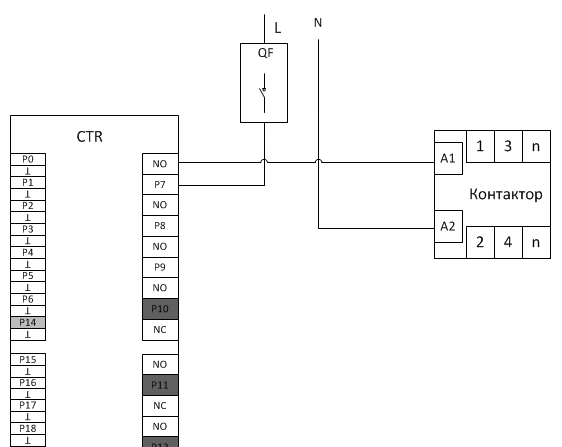 L
N
QF
CTR
P0
⊥
P1
⊥
P2
⊥
P3
⊥
P4
⊥
P5
⊥
P6
⊥
P14
⊥
P15
⊥
P16
⊥
P17
⊥
P18
⊥
NO
P7
NO
P8
NO
P9
NO
P10
NC
NO
P11
NC
NO
P12
A1
1 3 n
Контактор
A2
2 4 n